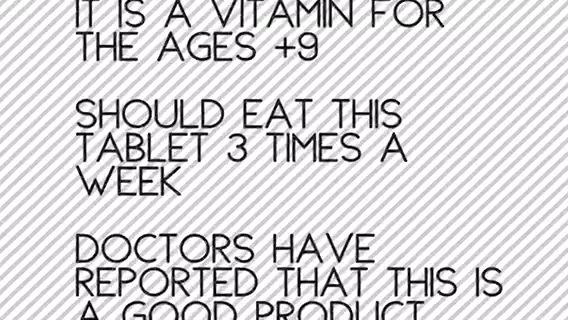 IT IS A VITAMIN FOR
THE AGES +9
SHOULD EAT THIS
TABLET 3 TIMES A
WEEK
DOCTORS HAVE
REPORTED THAT THIS IS
A GOOD PRODUCT